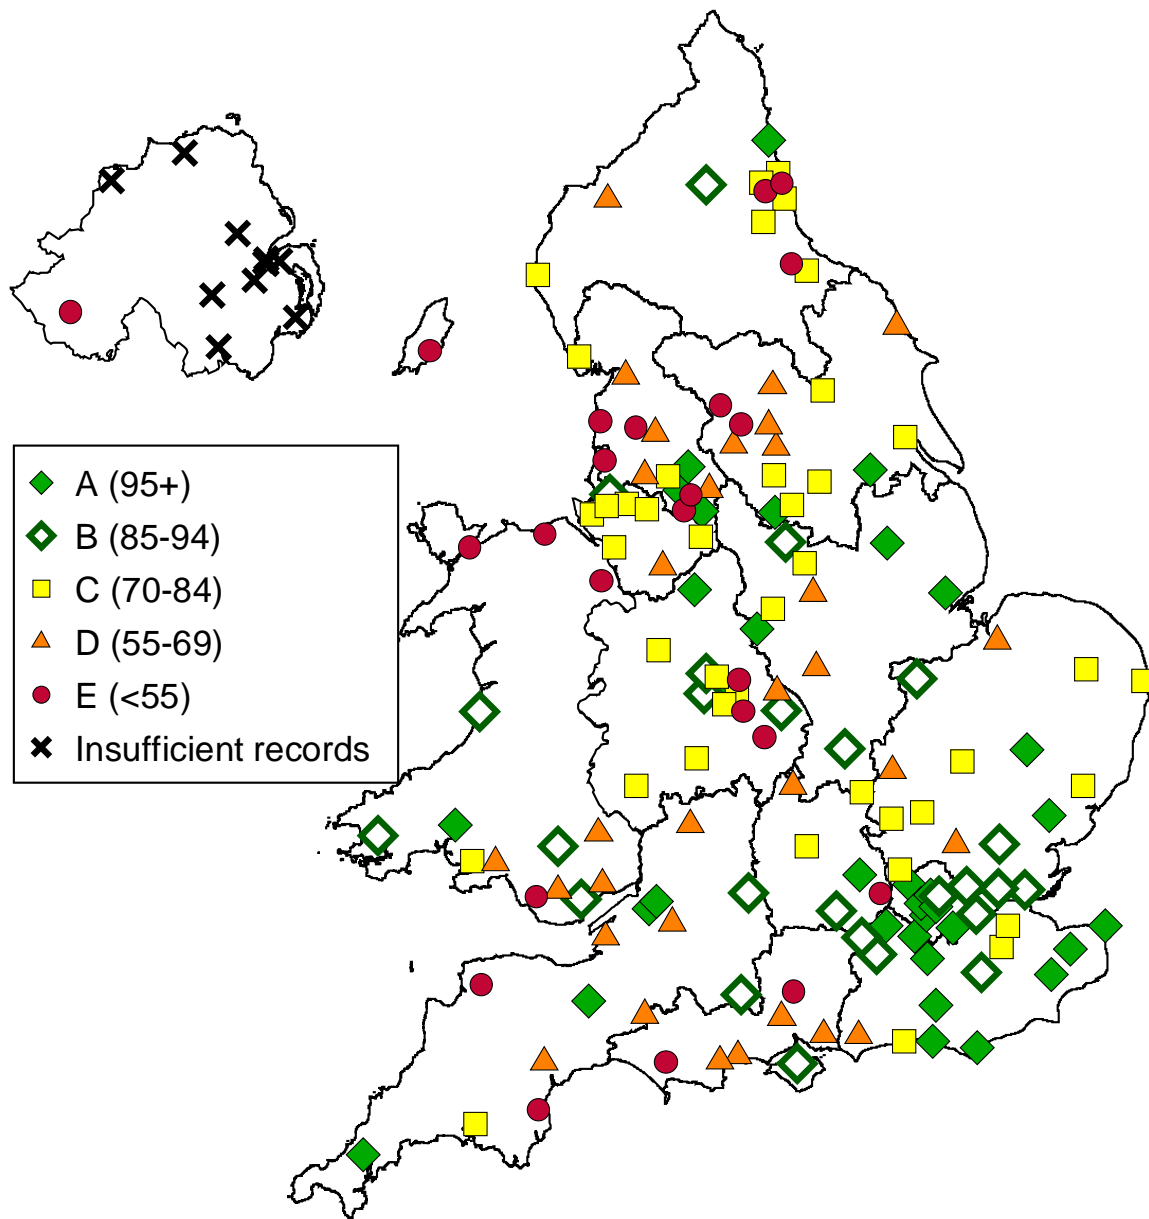 A (95+)
B (85-94)
C (70-84)
D (55-69)
E (<55)
Insufficient records